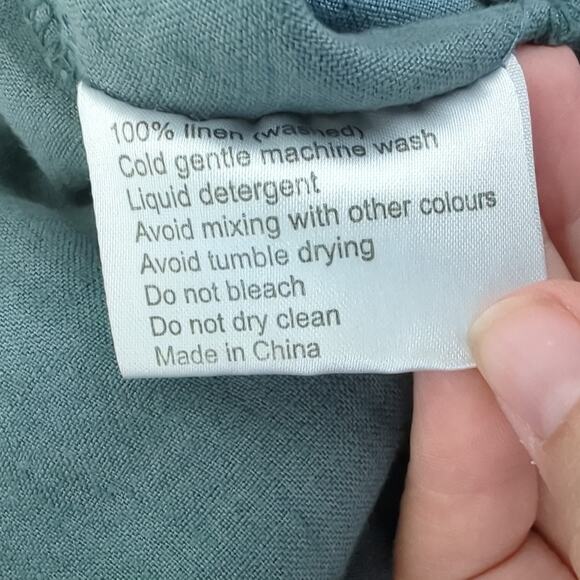 100% linen (washed)
Cold gentle machine wash
Liquid detergent
Avoid mixing with other colours
Avoid tumble drying
Do not bleach
Do not dry clean
Made in China